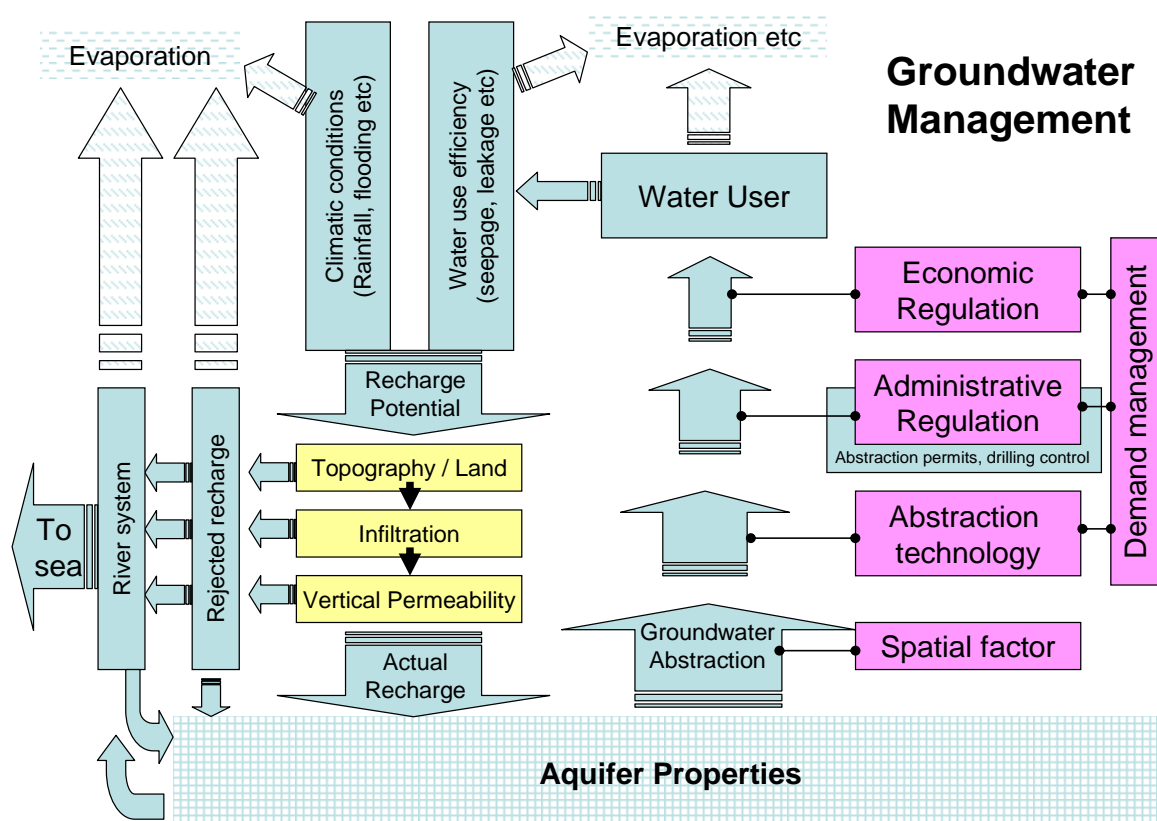 Evaporation
Evaporation etc
Groundwater
Management
Climatic conditions
(Rainfall, flooding etc)
Water use efficiency
(seepage, leakage etc)
Water User
Economic
Regulation
Recharge
Potential
Administrative
Regulation
Abstraction permits, drilling control
Demand management
Topography / Land
Infiltration
Vertical Permeability
Abstraction
technology
To
sea
River system
Rejected recharge
Groundwater
Abstraction
Spatial factor
Actual
Recharge
Aquifer Properties